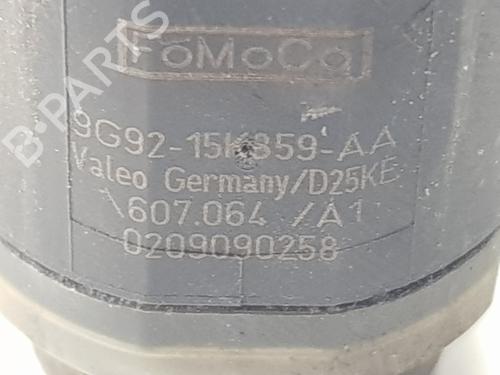 FoMoCo
9G92-15K859-AA
Valeo Germany/D25KE
\607.064 /A1
0209090258
B-PARTS